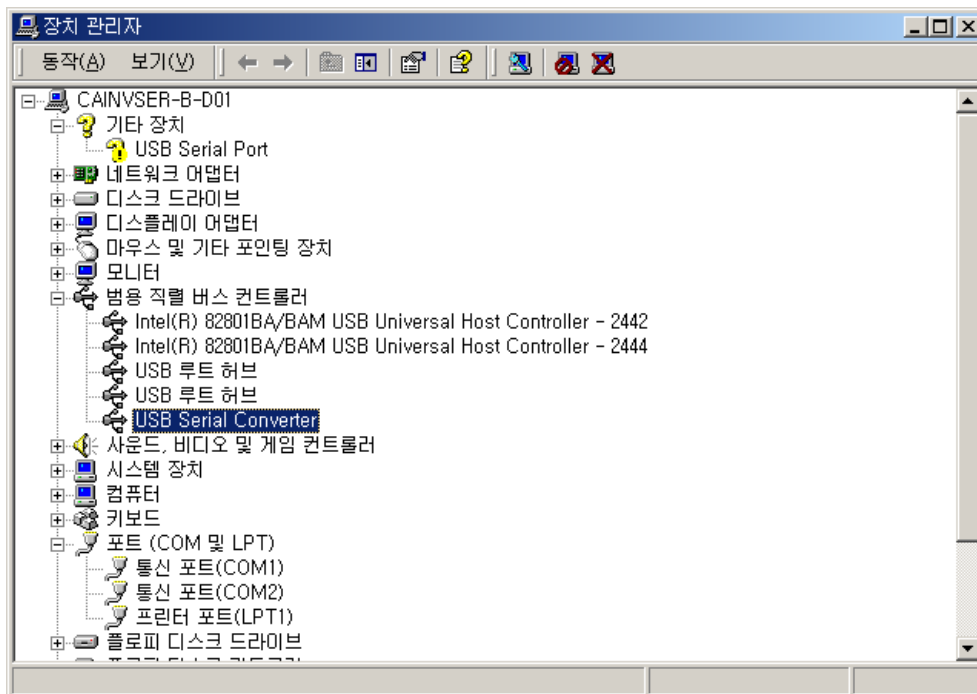 장치 관리자
동작(A) 보기(V)
CAINVSER-B-D01
기타 장치
USB Serial Port
네트워크 어댑터
디스크 드라이브
디스플레이 어댑터
마우스 및 기타 포인팅 장치
모니터
범용 직렬 버스 컨트롤러
Intel(R) 82801BA/BAM USB Universal Host Controller - 2442
Intel(R) 82801BA/BAM USB Universal Host Controller - 2444
USB 루트 허브
USB 루트 허브
USB Serial Converter
사운드, 비디오 및 게임 컨트롤러
시스템 장치
컴퓨터
키보드
포트 (COM 및 LPT)
통신 포트(COM1)
통신 포트(COM2)
프린터 포트(LPT1)
플로피 디스크 드라이브